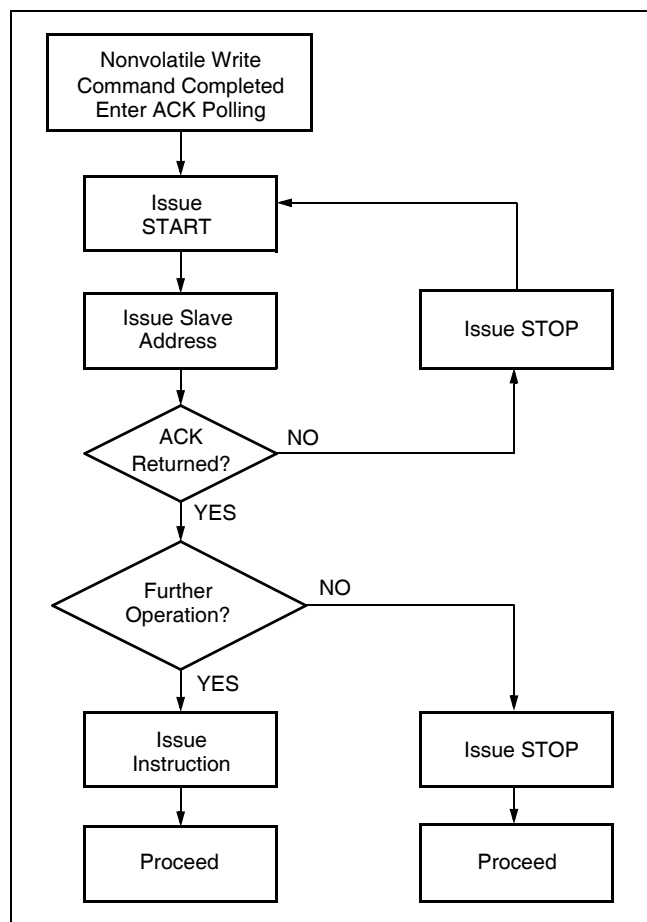 Nonvolatile Write
Command Completed
Enter ACK Polling
Issue
START
Issue Slave
Address
Issue STOP
ACK
Returned?
NO
YES
Further
Operation?
NO
YES
Issue
Instruction
Issue STOP
Proceed
Proceed